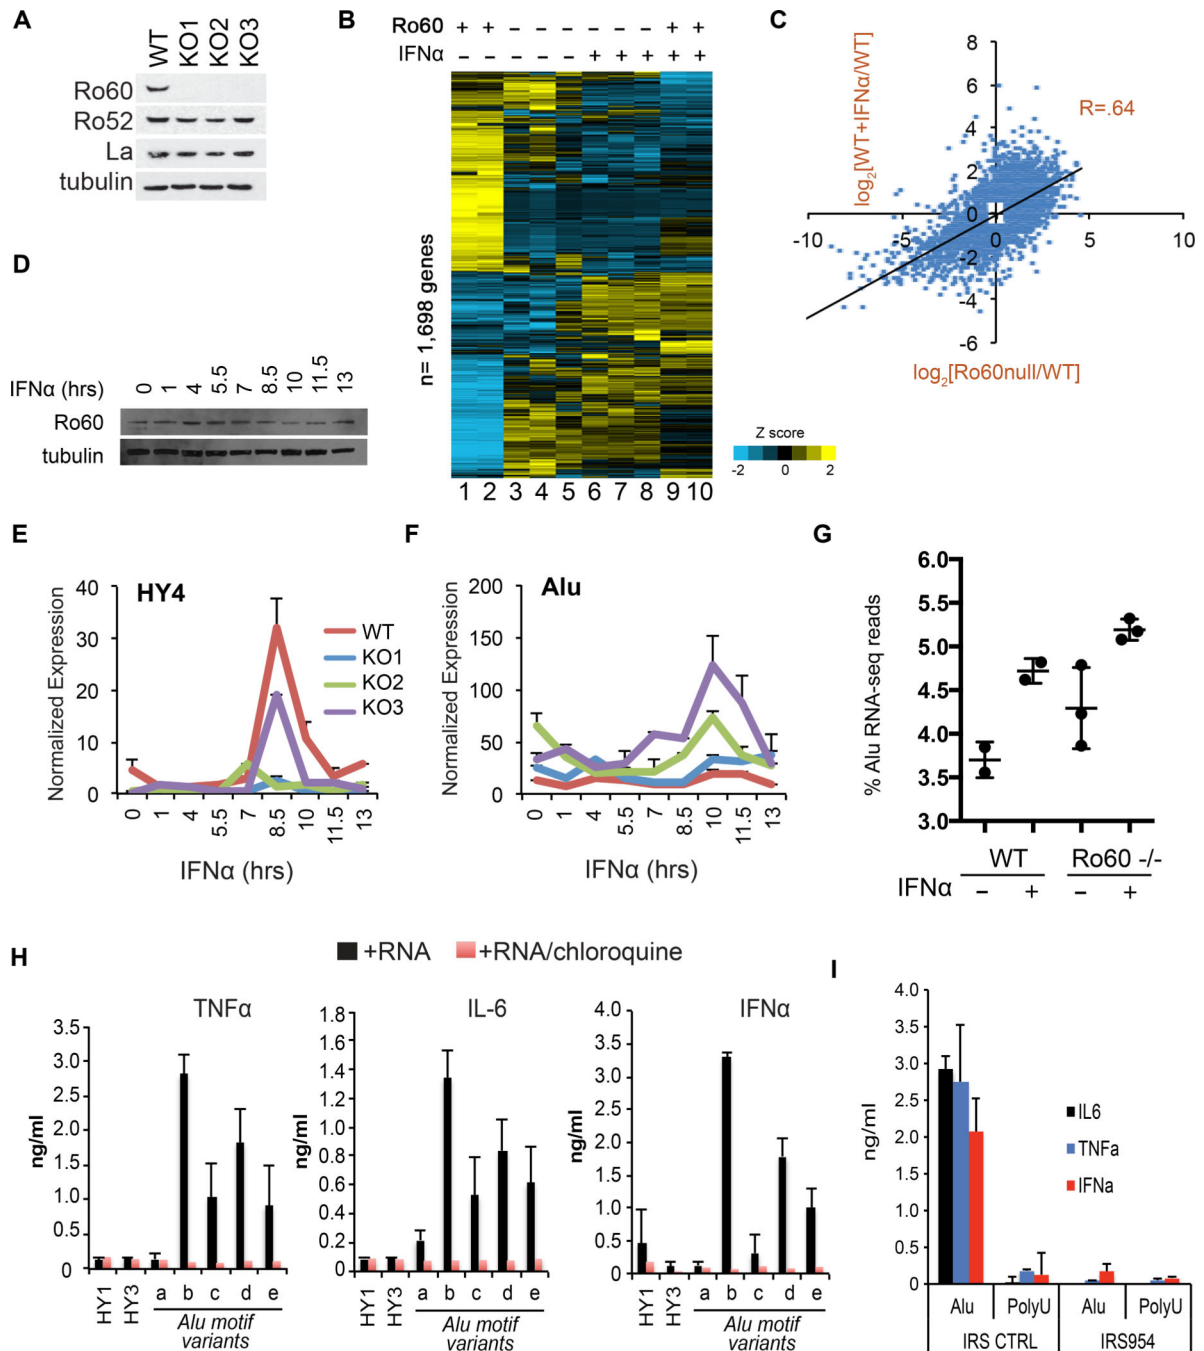 A
WT KO1 KO2 KO3
Ro60
Ro52
La
tubulin
B
Ro60 + + – – – – – – + +
IFNα – – – – – + + + + +
n= 1,698 genes
1 2 3 4 5 6 7 8 9 10
Z score
-2 0 2
C
log2[WT+IFNα/WT]
R=.64
8
6
4
2
0
-2
-4
-6
-10 -5 0 5 10
log2[Ro60null/WT]
D
IFNα (hrs) 0 1 4 5.5 7 8.5 10 11.5 13
Ro60
tubulin
E
HY4
Normalized Expression
40
30
20
10
0
WT
KO1
KO2
KO3
0 1 4 5.5 7 8.5 10 11.5 13
IFNα (hrs)
F
Alu
Normalized Expression
200
150
100
50
0
0 1 4 5.5 7 8.5 10 11.5 13
IFNα (hrs)
G
% Alu RNA-seq reads
6.0
5.5
5.0
4.5
4.0
3.5
3.0
WT Ro60 -/-
IFNα – + – +
H
+RNA +RNA/chloroquine
TNFα
ng/ml
3.5
3.0
2.5
2.0
1.5
1.0
0.5
0
HY1 HY3 a b c d e
Alu motif
variants
IL-6
ng/ml
1.8
1.6
1.4
1.2
1.0
0.8
0.6
0.4
0.2
0
HY1 HY3 a b c d e
Alu motif
variants
IFNα
ng/ml
4.0
3.5
3.0
2.5
2.0
1.5
1.0
0.5
0
HY1 HY3 a b c d e
Alu motif
variants
I
ng/ml
4.0
3.5
3.0
2.5
2.0
1.5
1.0
0.5
0
IL6
TNFa
IFNa
Alu PolyU Alu PolyU
IRS CTRL IRS954